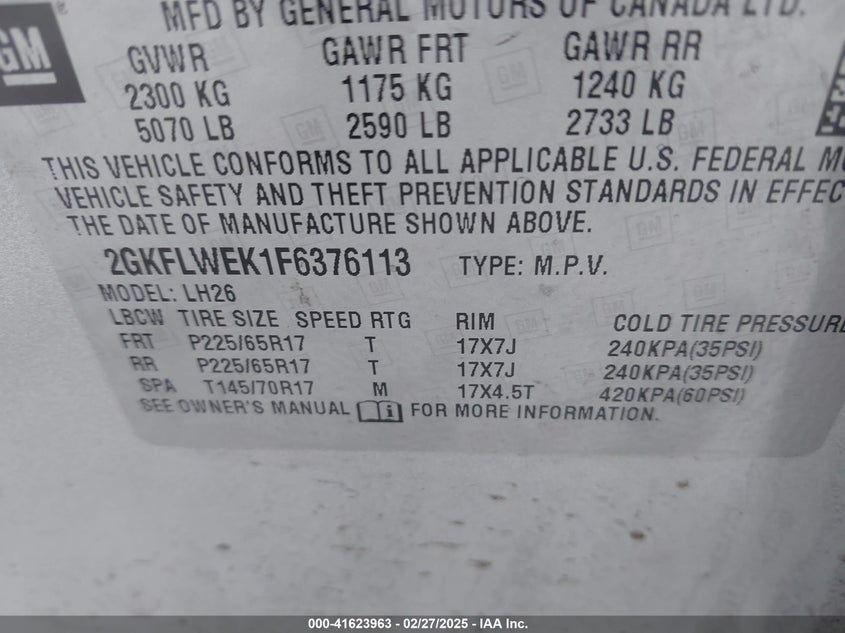 GM
MFD BY GENERAL MOTORS OF CANADA LTD.
GVWR GAWR FRT GAWR RR
2300 KG 1175 KG 1240 KG
5070 LB 2590 LB 2733 LB
THIS VEHICLE CONFORMS TO ALL APPLICABLE U.S. FEDERAL
VEHICLE SAFETY AND THEFT PREVENTION STANDARDS IN EFFEC
THE DATE OF MANUFACTURE SHOWN ABOVE.
2GKFLWEK1F6376113 TYPE: M.P.V.
MODEL: LH26
LBCW TIRE SIZE SPEED RTG RIM COLD TIRE PRESSURE
FRT P225/65R17 T 17X7J 240KPA(35PSI)
RR P225/65R17 T 17X7J 240KPA(35PSI)
SPA T145/70R17 M 17X4.5T 420KPA(60PSI)
SEE OWNER'S MANUAL i FOR MORE INFORMATION.
000-41623963 - 02/27/2025 - IAA Inc.